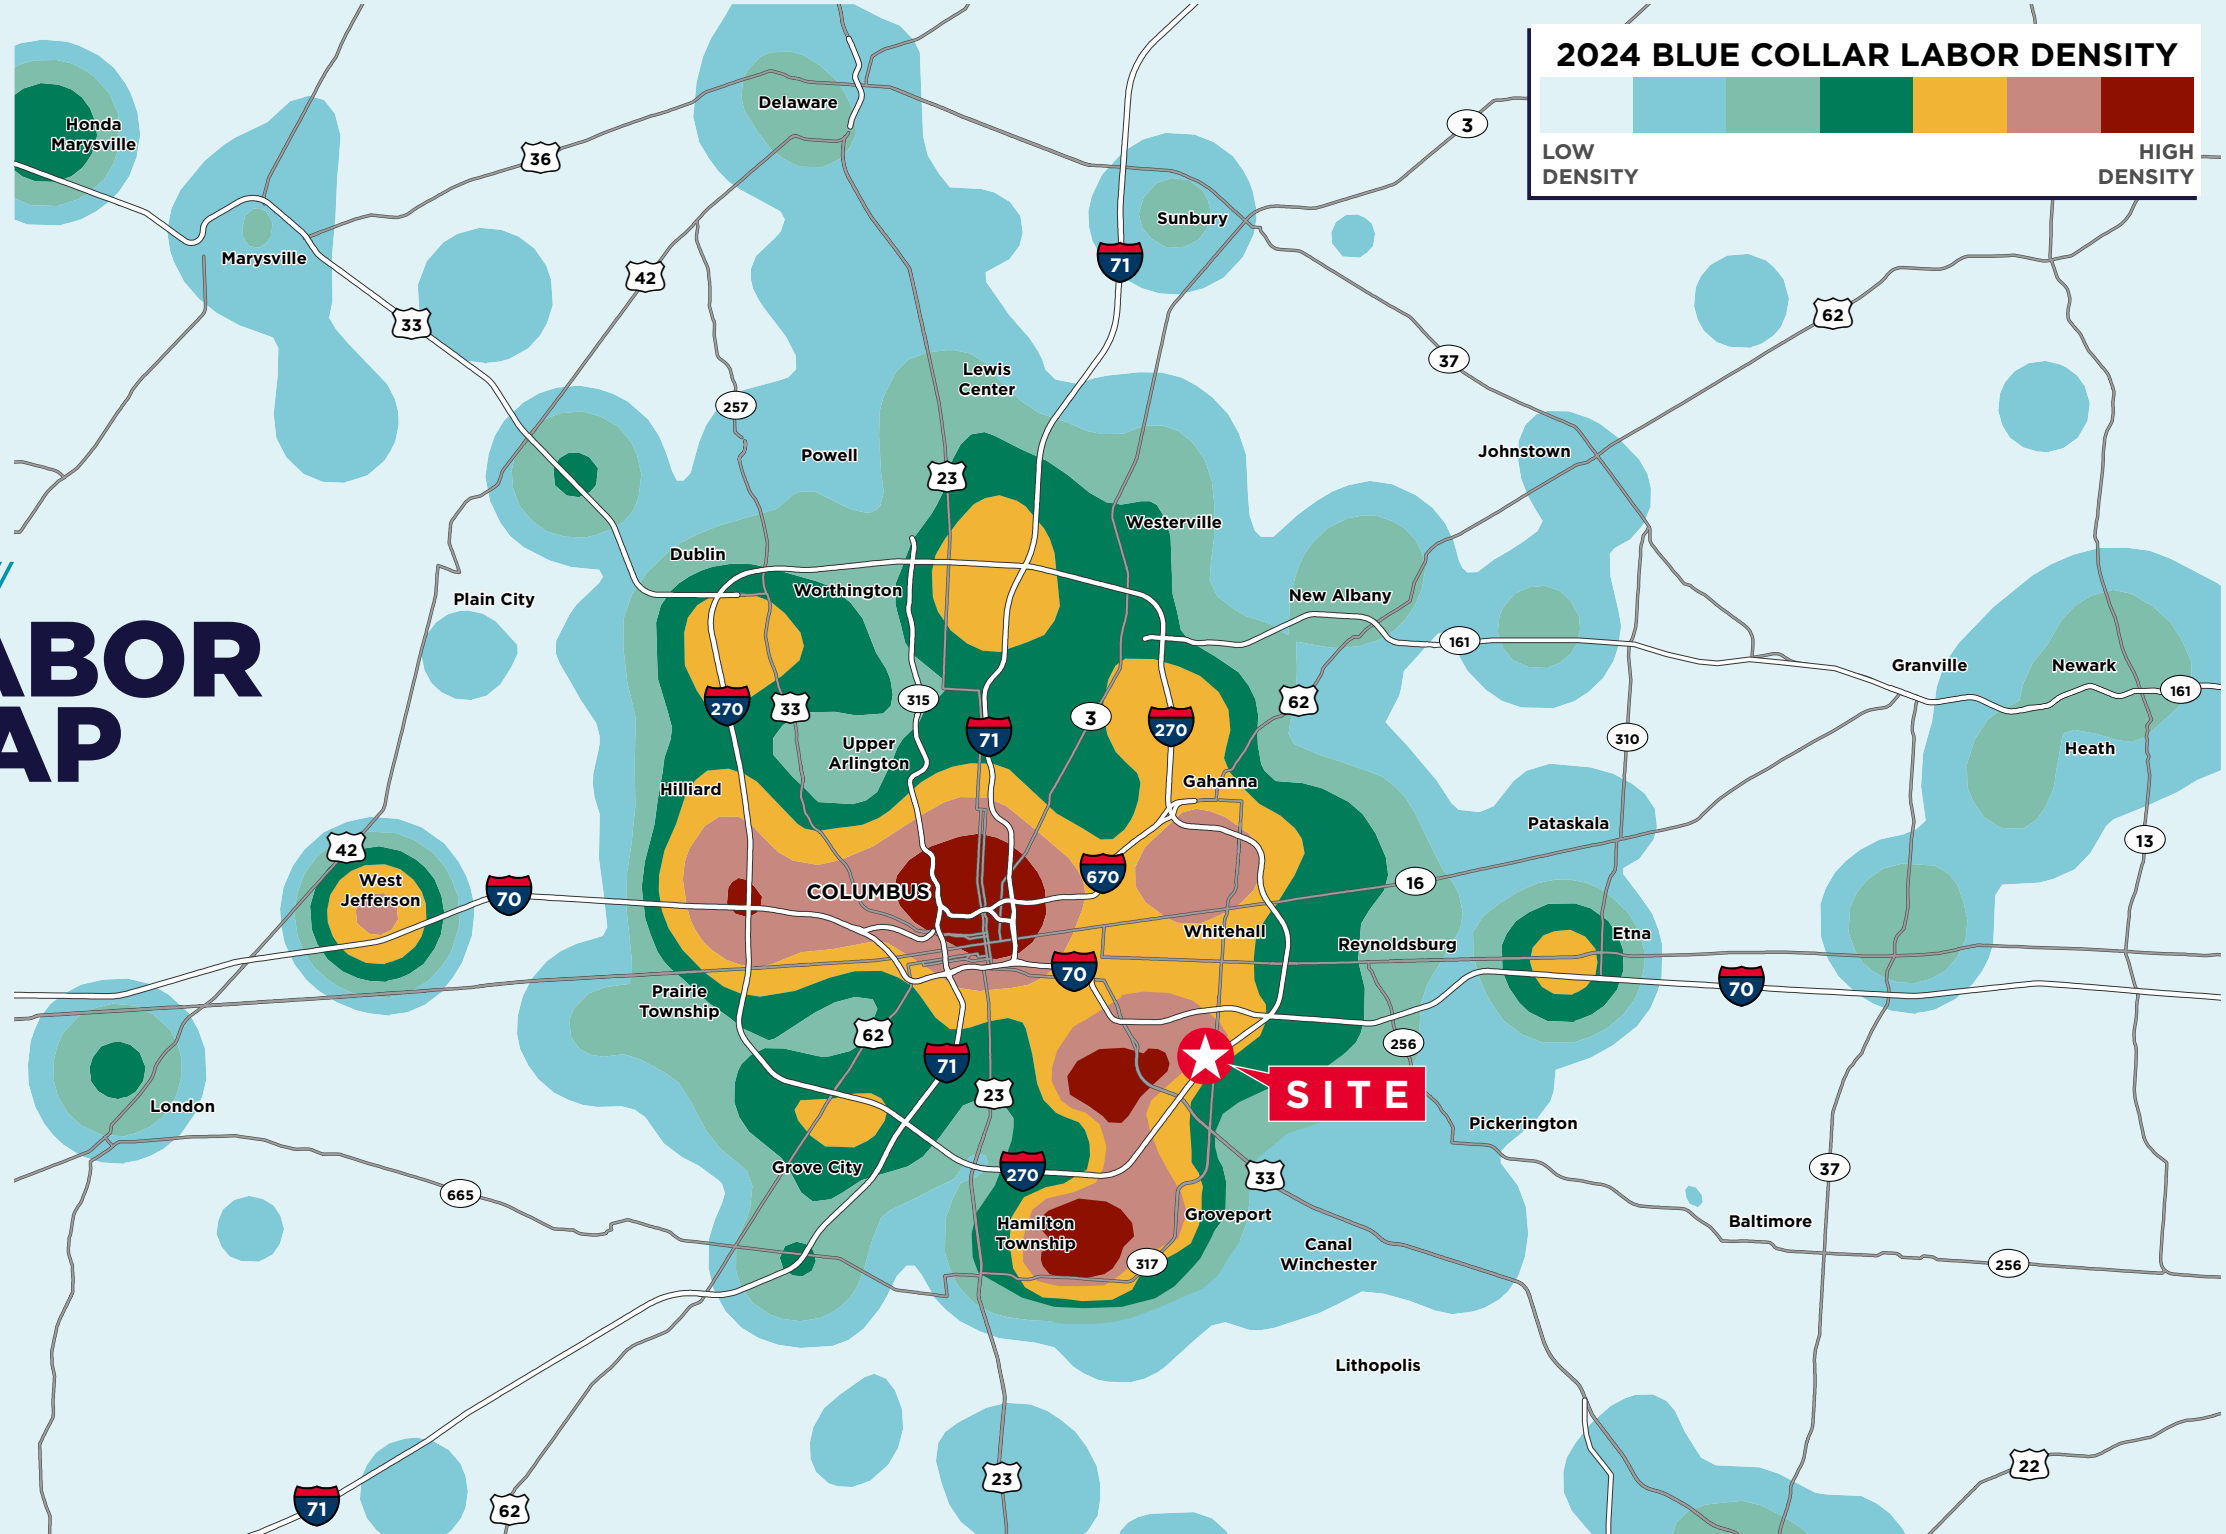 2024 BLUE COLLAR LABOR DENSITY
LOW
DENSITY
HIGH
DENSITY
Honda
Marysville
Delaware
3
36
Sunbury
Marysville
71
42
33
62
37
Lewis
Center
257
Powell
23
Johnstown
Westerville
Dublin
Worthington
Plain City
New Albany
161
ABOR
AP
Granville
Newark
161
270
33
315
71
3
270
62
310
Heath
Upper
Arlington
Hilliard
Gahanna
Pataskala
13
42
West
Jefferson
70
COLUMBUS
670
16
Whitehall
Reynoldsburg
Etna
70
70
Prairie
Township
62
71
256
23
SITE
London
Pickerington
Grove City
270
33
37
665
Hamilton
Township
Groveport
317
Canal
Winchester
Baltimore
256
Lithopolis
71
62
23
22